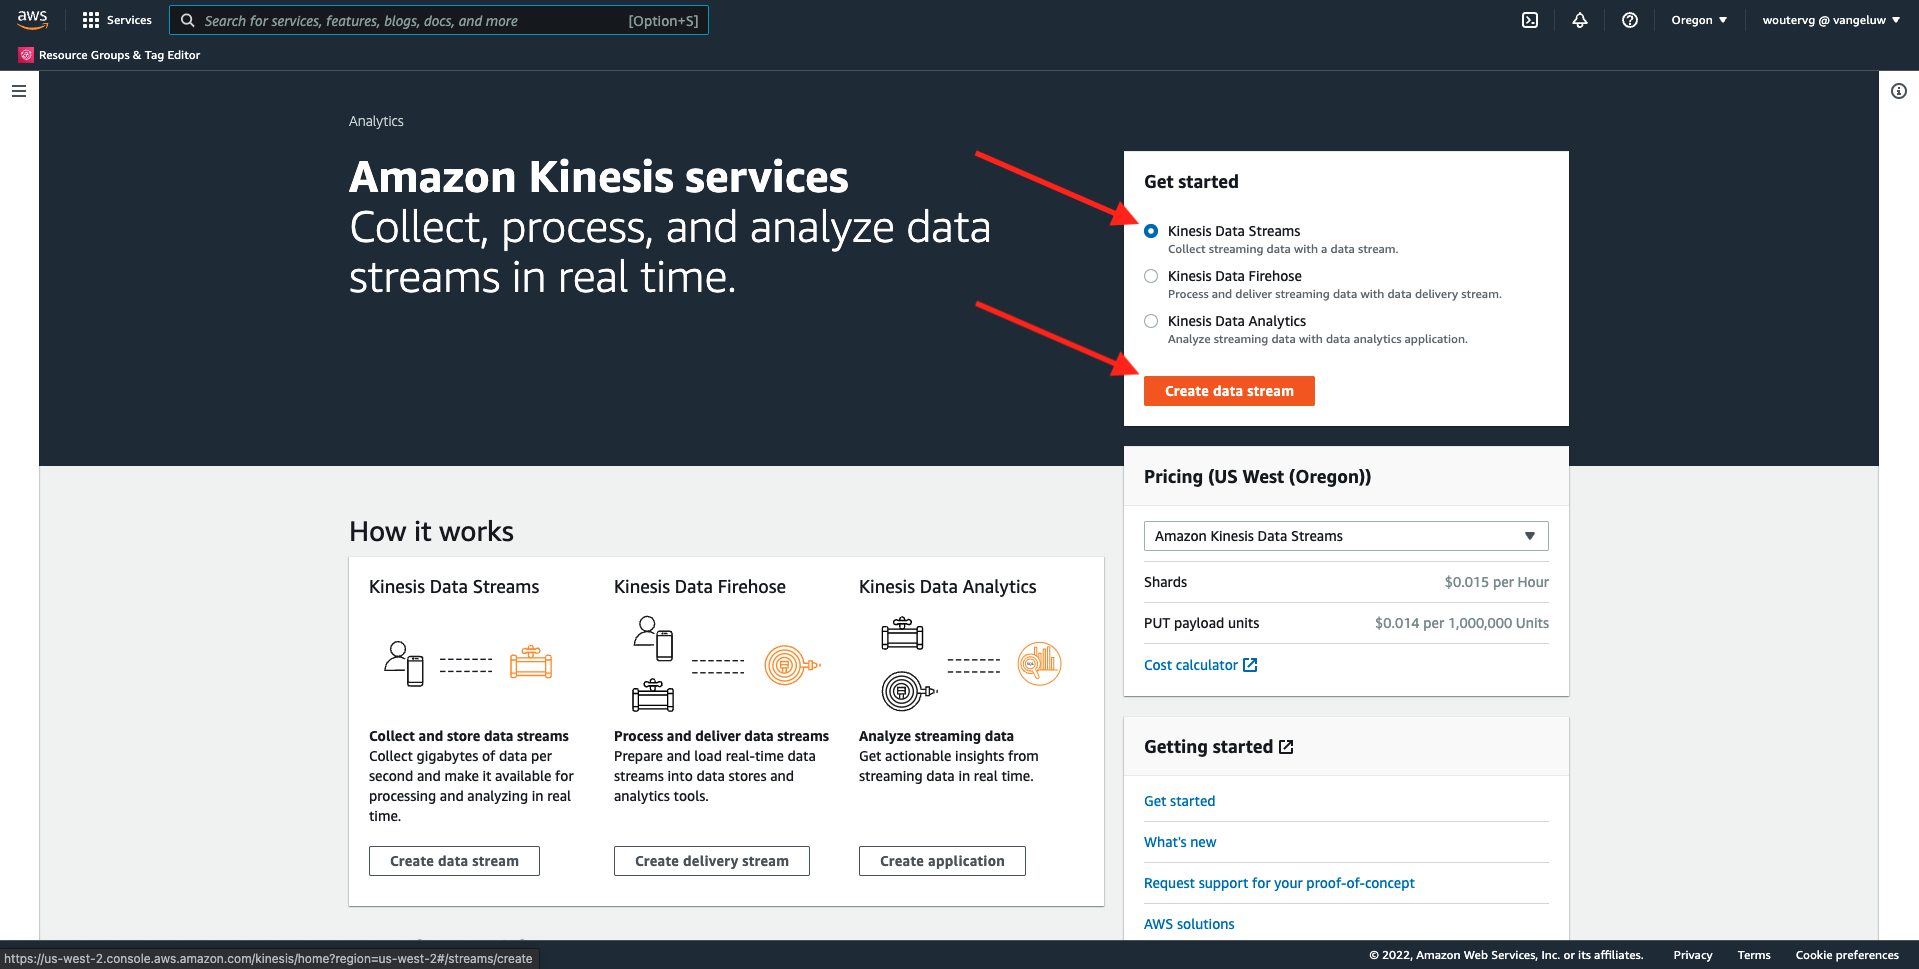 aws
Services
Search for services, features, blogs, docs, and more
[Option+S]
Oregon ▼
woutervg @ vangeluw ▼
Resource Groups & Tag Editor
Analytics
Amazon Kinesis services
Collect, process, and analyze data
streams in real time.
Get started
Kinesis Data Streams
Collect streaming data with a data stream.
Kinesis Data Firehose
Process and deliver streaming data with data delivery stream.
Kinesis Data Analytics
Analyze streaming data with data analytics application.
Create data stream
Pricing (US West (Oregon))
Amazon Kinesis Data Streams
Shards
$0.015 per Hour
PUT payload units
$0.014 per 1,000,000 Units
Cost calculator
How it works
Kinesis Data Streams
Collect and store data streams
Collect gigabytes of data per
second and make it available for
processing and analyzing in real
time.
Create data stream
Kinesis Data Firehose
Process and deliver data streams
Prepare and load real-time data
streams into data stores and
analytics tools.
Create delivery stream
Kinesis Data Analytics
Analyze streaming data
Get actionable insights from
streaming data in real time.
Create application
Getting started
Get started
What's new
Request support for your proof-of-concept
AWS solutions
https://us-west-2.console.aws.amazon.com/kinesis/home?region=us-west-2#/streams/create
© 2022, Amazon Web Services, Inc. or its affiliates.
Privacy
Terms
Cookie preferences